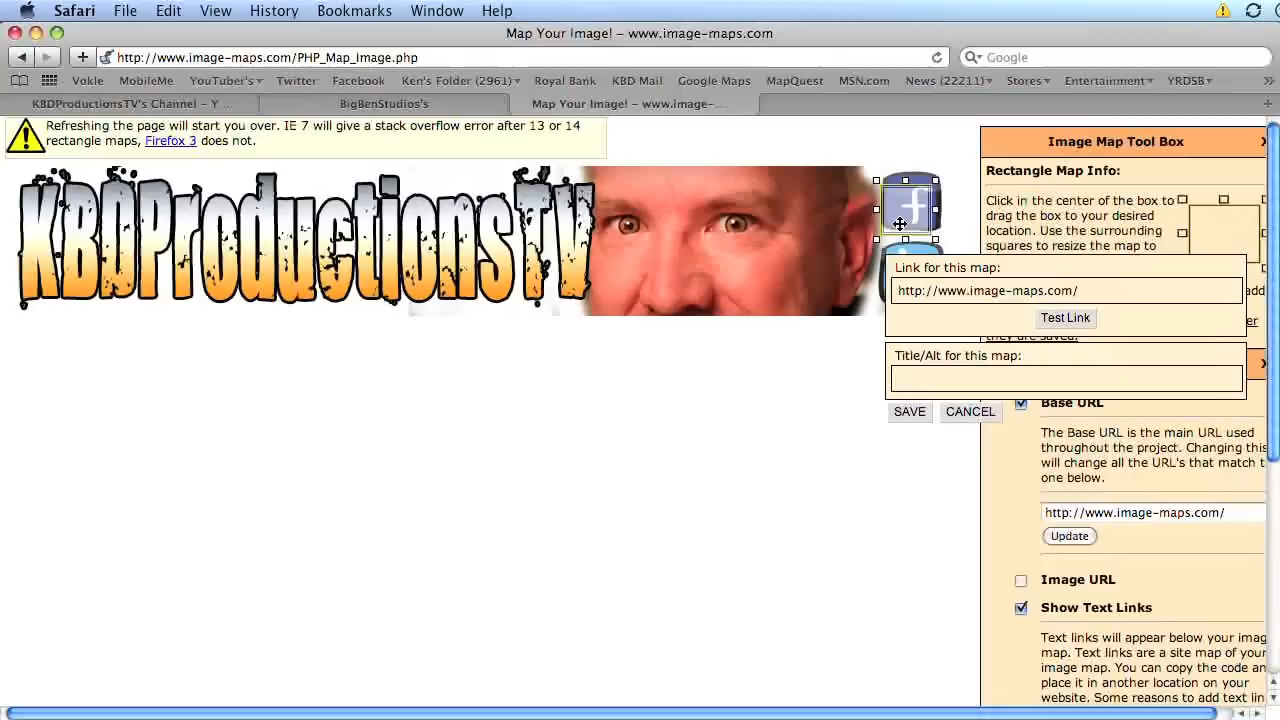 Safari File Edit View History Bookmarks Window Help
Map Your Image! – www.image-maps.com
http://www.image-maps.com/PHP_Map_Image.php
Google
Vokle MobileMe YouTube's Twitter Facebook Ken's Folder (2961) Royal Bank KBD Mail Google Maps MapQuest MSN.com News (22211) Stores Entertainment YRDSB
KBDProductionsTV's Channel – Y ... BigBenStudios's Map Your Image! – www.image-...
Refreshing the page will start you over. IE 7 will give a stack overflow error after 13 or 14
rectangle maps, Firefox 3 does not.
KBDProductionsTV
f
Image Map Tool Box X
Rectangle Map Info:
Click in the center of the box to
drag the box to your desired
location. Use the surrounding
squares to resize the map to
Link for this map:
http://www.image-maps.com/
Test Link
they are saved.
Title/Alt for this map:
SAVE CANCEL
X
Base URL
The Base URL is the main URL used
throughout the project. Changing this
will change all the URL's that match t
one below.
http://www.image-maps.com/
Update
Image URL
Show Text Links
Text links will appear below your imag
map. Text links are a site map of your
image map. You can copy the code an
place it in another location on your
website. Some reasons to add text lin